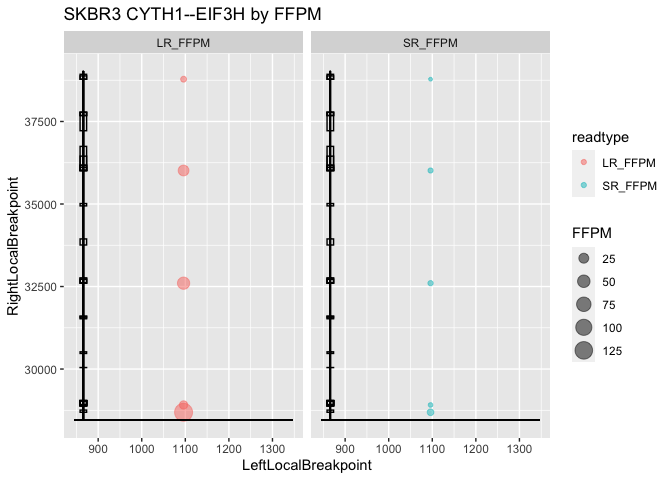 SKBR3 CYTH1--EIF3H by FFPM
LR_FFPM
SR_FFPM
RightLocalBreakpoint
37500
35000
32500
30000
900
1000
1100
1200
1300
900
1000
1100
1200
1300
LeftLocalBreakpoint
readtype
LR_FFPM
SR_FFPM
FFPM
25
50
75
100
125